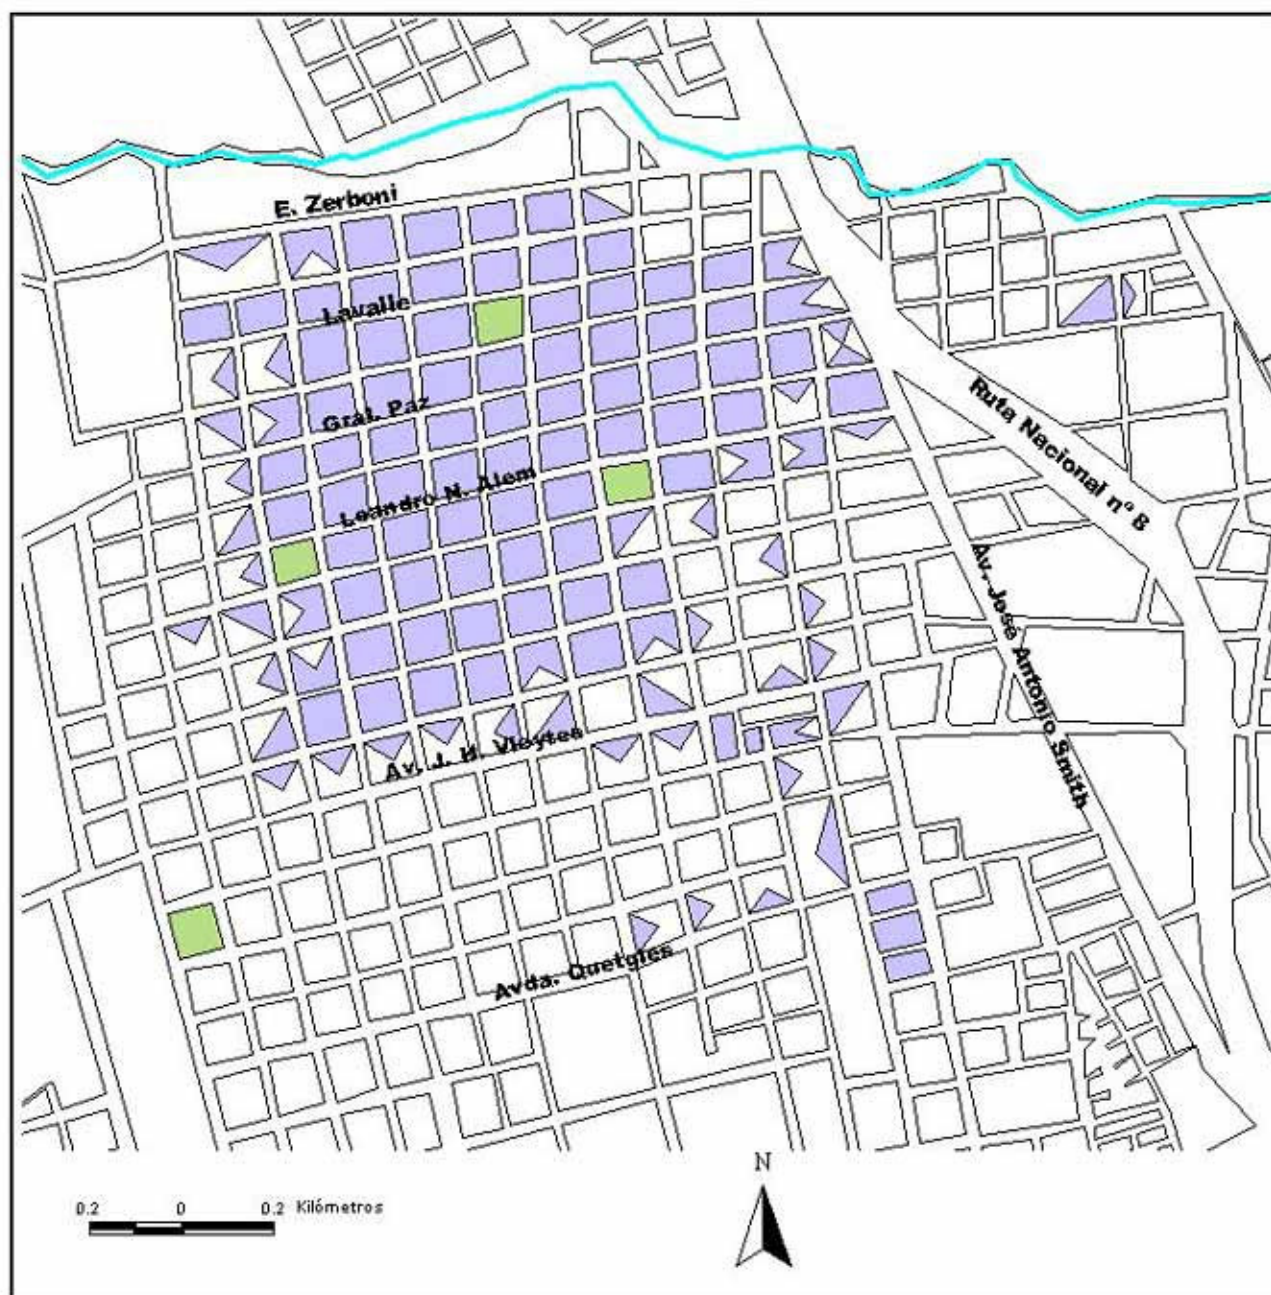 E. Zerboni
Lavalle
Gral. Paz
Leandro N. Alem
Ruta Nacional nº 8
Av. Jose Antonio Smith
Av. J. H. Vieytes
Avda. Quetgles
N
0.2 0 0.2 Kilómetros